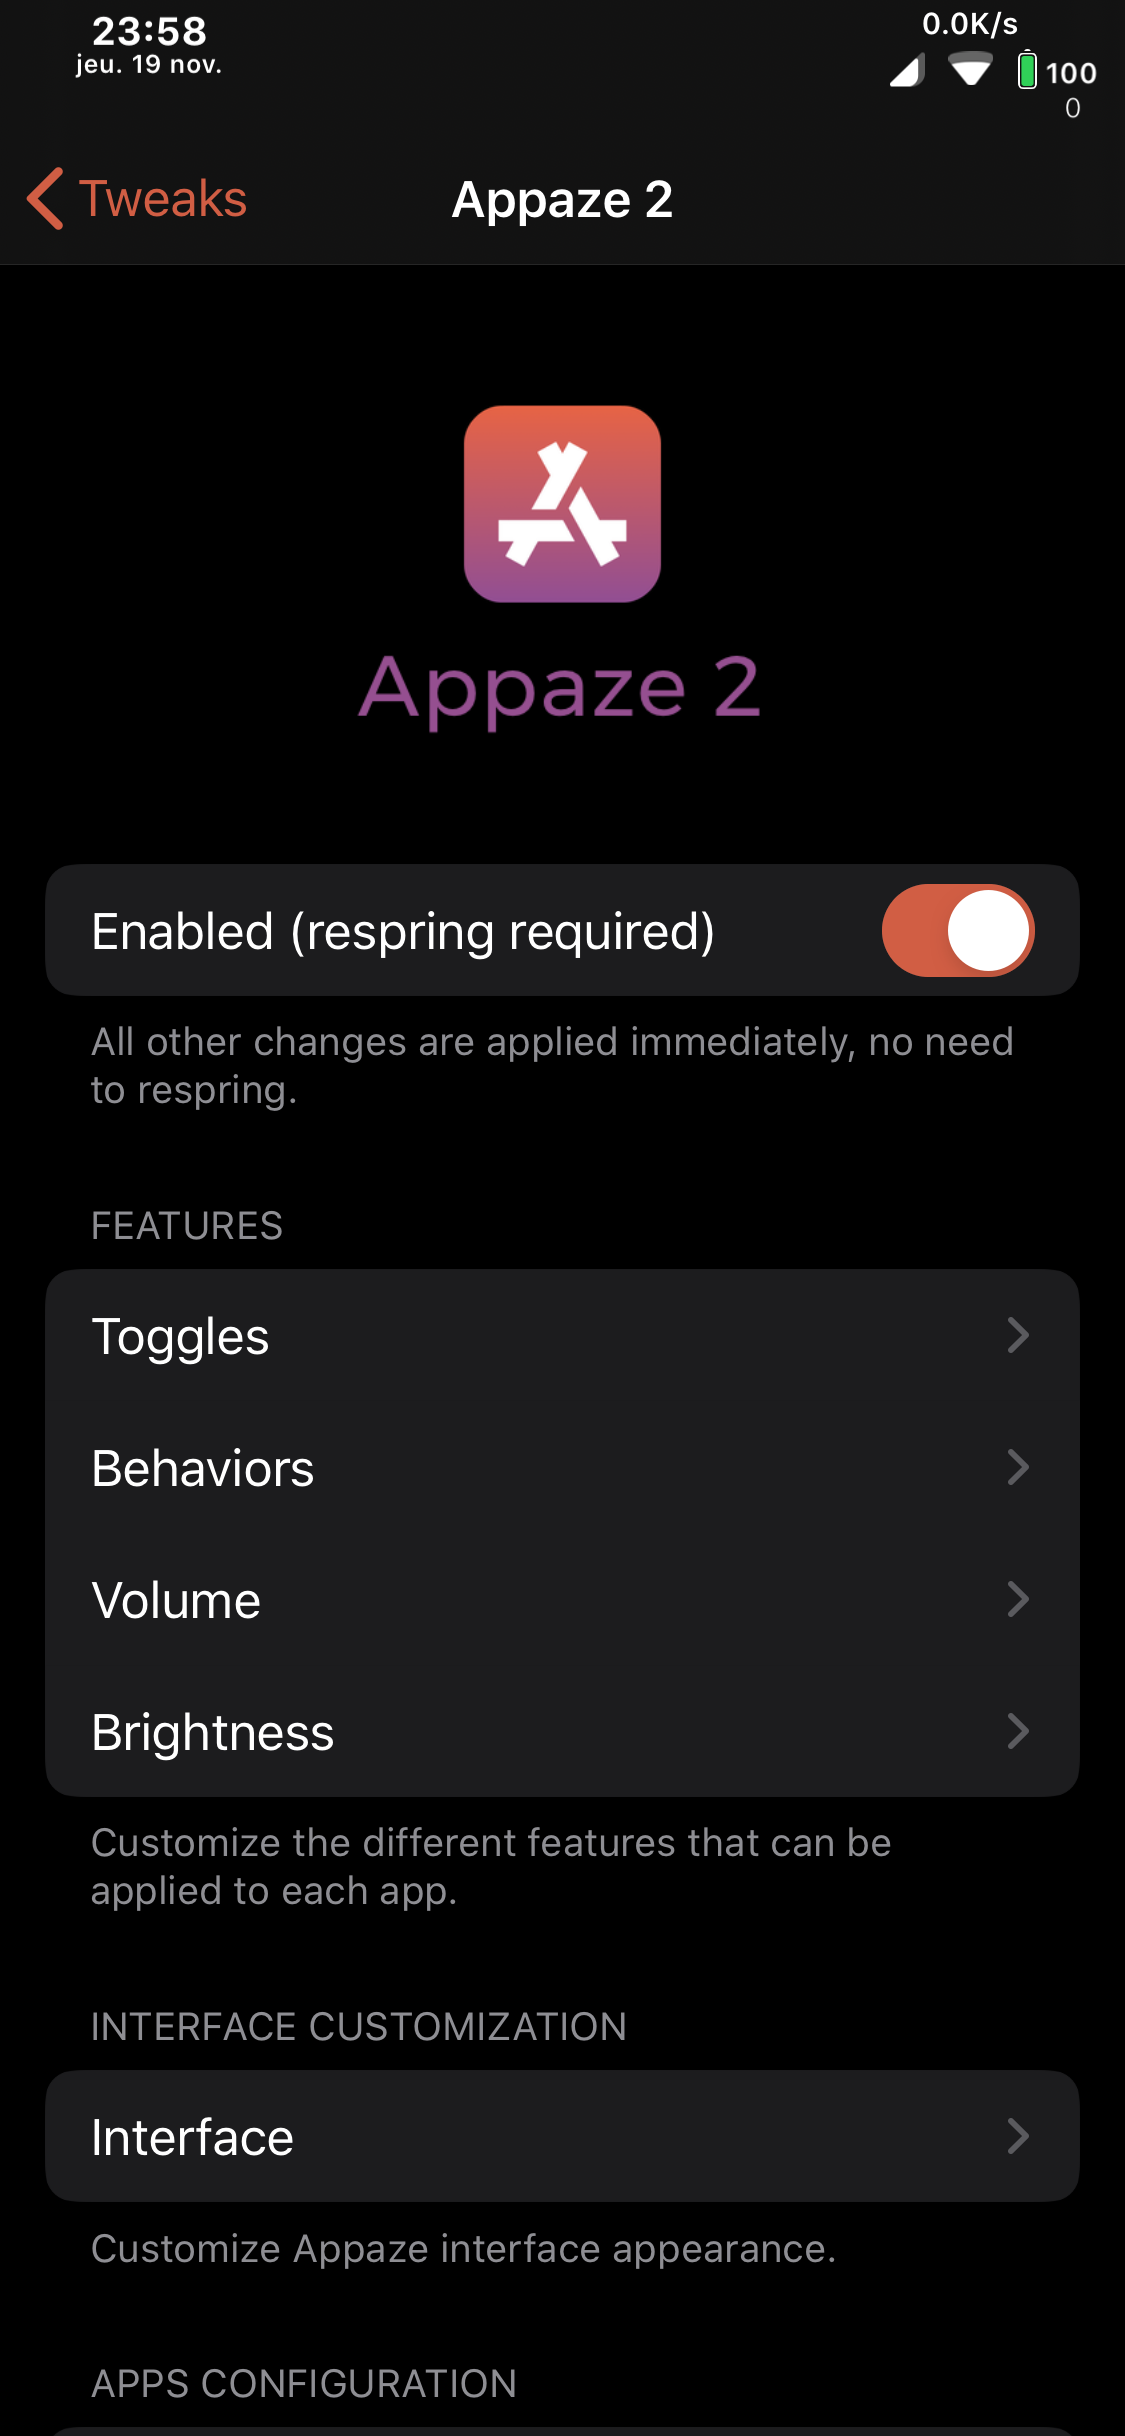 23:58
jeu. 19 nov.
0.0K/s
100
0
Tweaks
Appaze 2
Appaze 2
Enabled (respring required)
All other changes are applied immediately, no need
to respring.
FEATURES
Toggles
Behaviors
Volume
Brightness
Customize the different features that can be
applied to each app.
INTERFACE CUSTOMIZATION
Interface
Customize Appaze interface appearance.
APPS CONFIGURATION